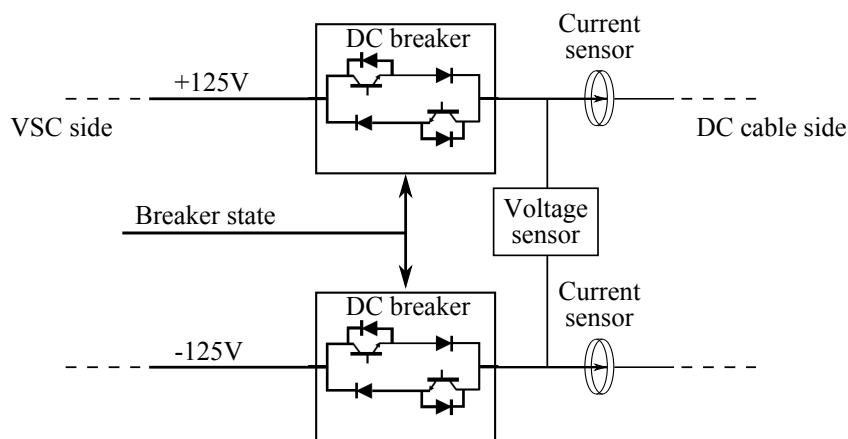 DC breaker
Current
sensor
+125V
VSC side
DC cable side
Breaker state
Voltage
sensor
DC breaker
Current
sensor
-125V